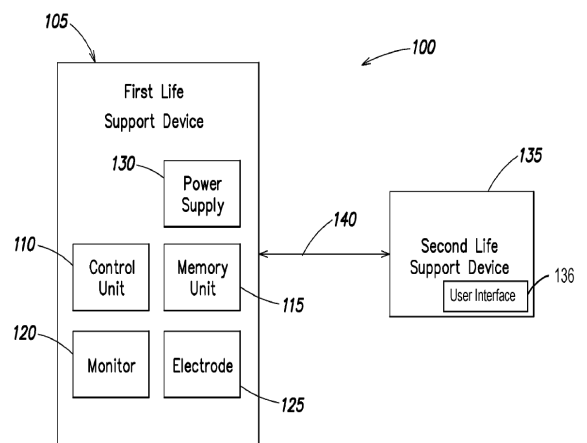 105
100
First Life
Support Device
130
Power
Supply
135
110
140
Control
Unit
Memory
Unit
Second Life
Support Device
User Interface
136
115
120
Monitor
Electrode
125